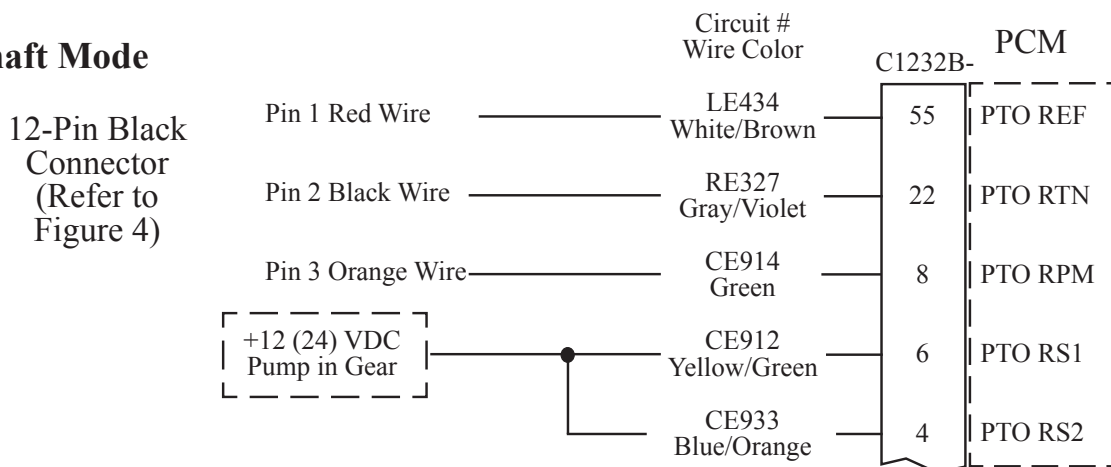 Circuit #
Wire Color
C1232B-
PCM
Mode
12-Pin Black
Connector
(Refer to
Figure 4)
Pin 1 Red Wire
LE434
White/Brown
55
PTO REF
Pin 2 Black Wire
RE327
Gray/Violet
22
PTO RTN
Pin 3 Orange Wire
CE914
Green
8
PTO RPM
+12 (24) VDC
Pump in Gear
CE912
Yellow/Green
6
PTO RS1
CE933
Blue/Orange
4
PTO RS2